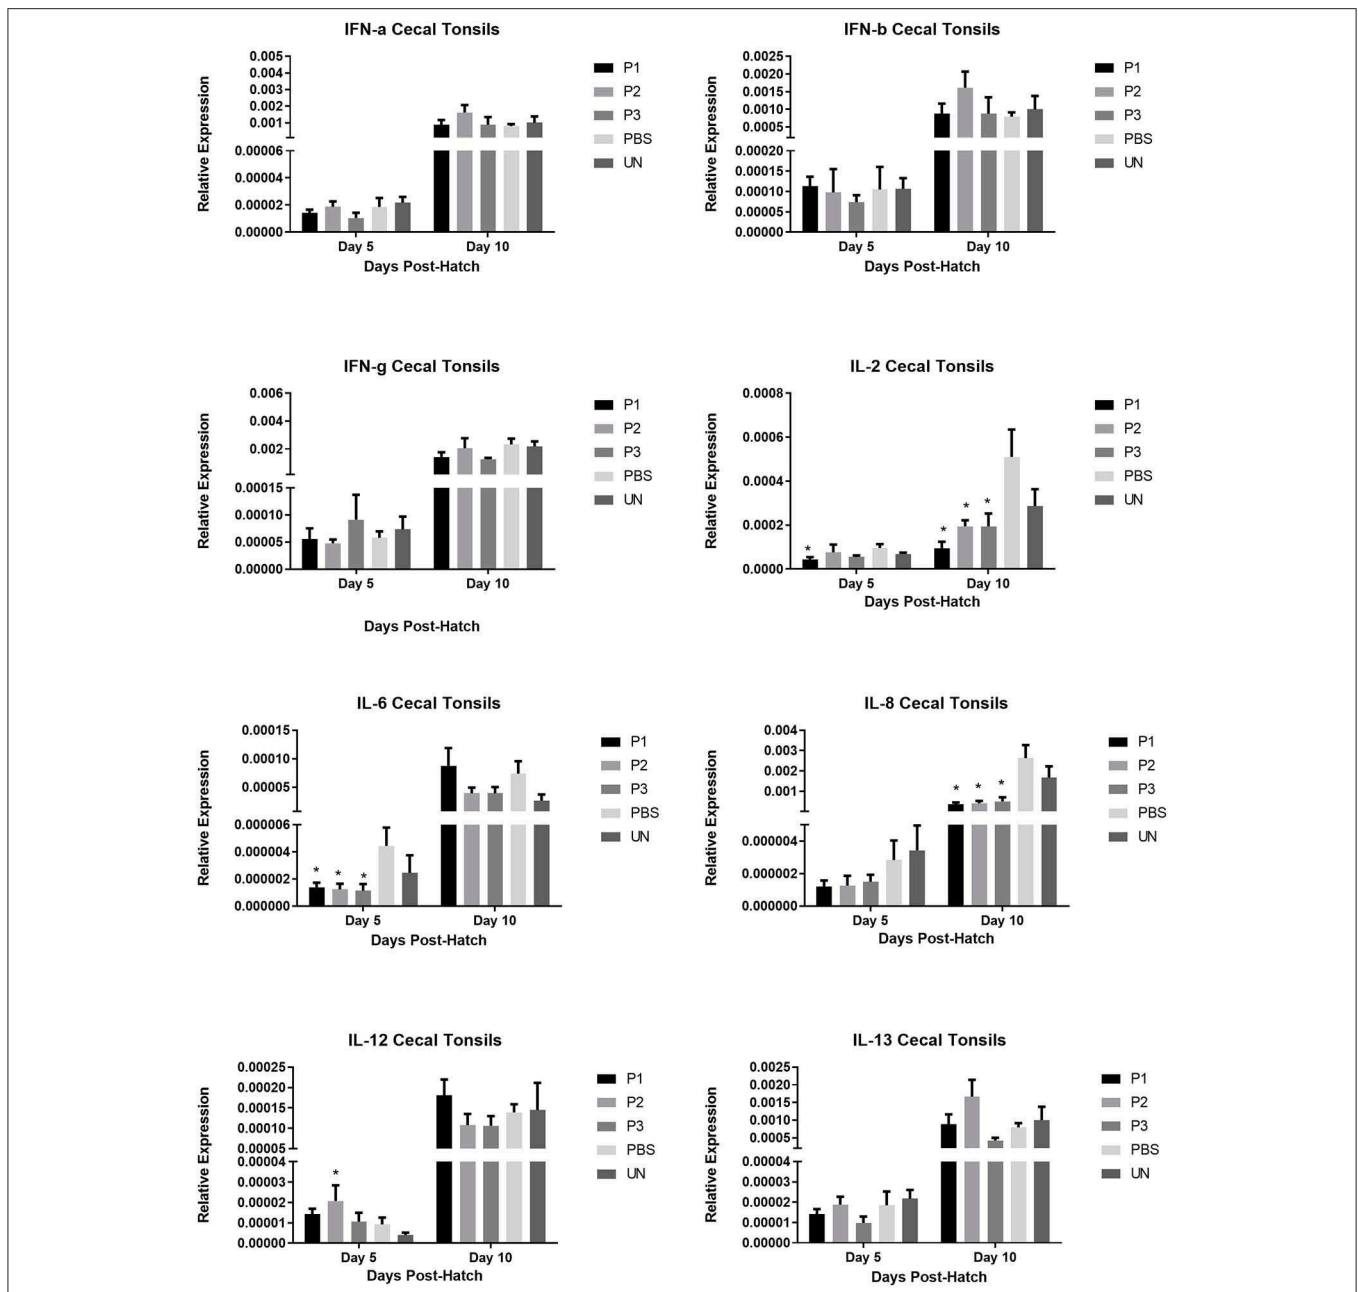 IFN-a Cecal Tonsils
Relative Expression
0.005
0.004
0.003
0.002
0.001
0.00006
0.00004
0.00002
0.00000
Day 5
Day 10
Days Post-Hatch
P1
P2
P3
PBS
UN
IFN-b Cecal Tonsils
Relative Expression
0.0025
0.0020
0.0015
0.0010
0.0005
0.00020
0.00015
0.00010
0.00005
0.00000
Day 5
Day 10
Days Post-Hatch
P1
P2
P3
PBS
UN
IFN-g Cecal Tonsils
Relative Expression
0.006
0.004
0.002
0.00015
0.00010
0.00005
0.00000
Day 5
Day 10
Days Post-Hatch
P1
P2
P3
PBS
UN
IL-2 Cecal Tonsils
Relative Expression
0.0008
0.0006
0.0004
0.0002
0.0000
*
* * *
Day 5
Day 10
Days Post-Hatch
P1
P2
P3
PBS
UN
IL-6 Cecal Tonsils
Relative Expression
0.00015
0.00010
0.00005
0.000006
0.000004
0.000002
0.000000
* * *
Day 5
Day 10
Days Post-Hatch
P1
P2
P3
PBS
UN
IL-8 Cecal Tonsils
Relative Expression
0.004
0.003
0.002
0.001
0.000004
0.000002
0.000000
* * *
Day 5
Day 10
Days Post-Hatch
P1
P2
P3
PBS
UN
IL-12 Cecal Tonsils
Relative Expression
0.00025
0.00020
0.00015
0.00010
0.00005
0.00004
0.00003
0.00002
0.00001
0.00000
*
Day 5
Day 10
Days Post-Hatch
P1
P2
P3
PBS
UN
IL-13 Cecal Tonsils
Relative Expression
0.0025
0.0020
0.0015
0.0010
0.0005
0.00004
0.00003
0.00002
0.00001
0.00000
Day 5
Day 10
Days Post-Hatch
P1
P2
P3
PBS
UN